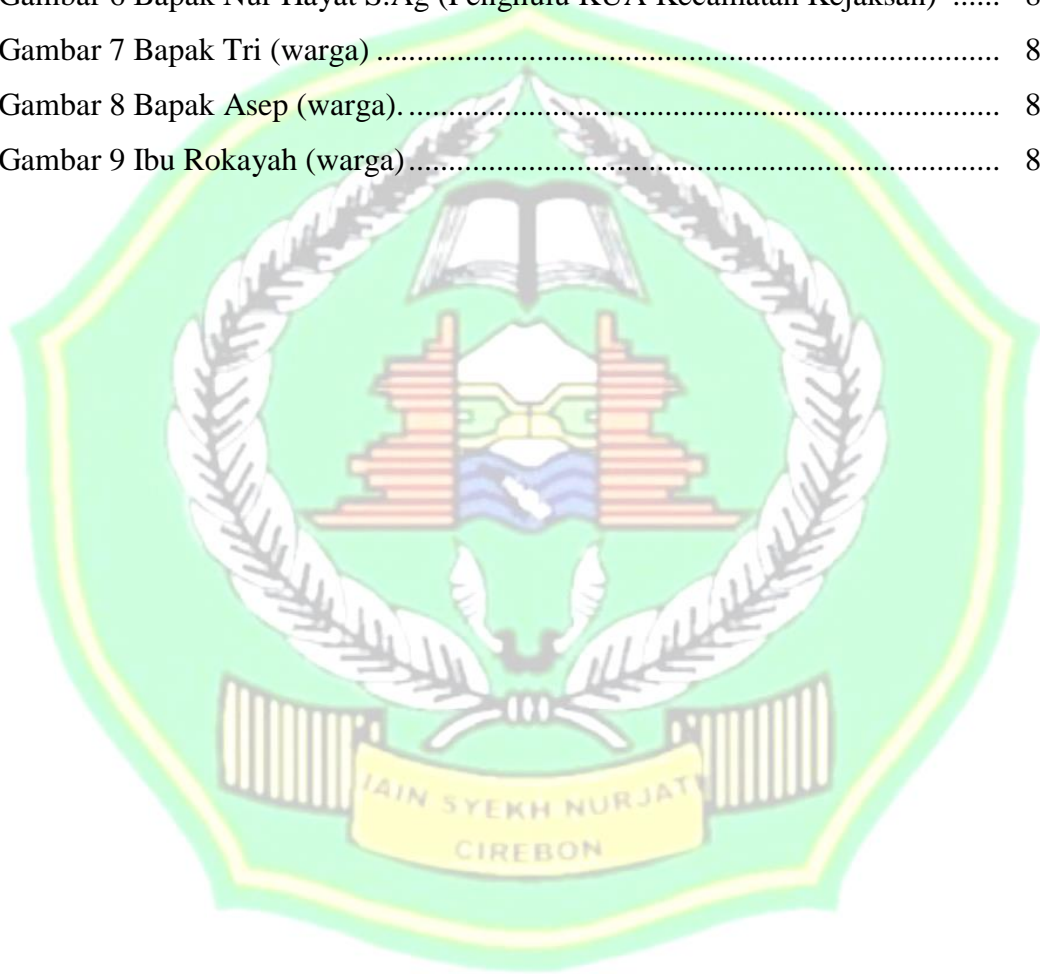 Gambar 6 Bapak Nur Hayat S.Ag (Penghulu KUA Kecamatan Kejaksan) ...... 8
Gambar 7 Bapak Tri (warga) .............................................................................. 8
Gambar 8 Bapak Asep (warga). .......................................................................... 8
Gambar 9 Ibu Rokayah (warga) .......................................................................... 8
IAIN SYEKH NURJATI
CIREBON